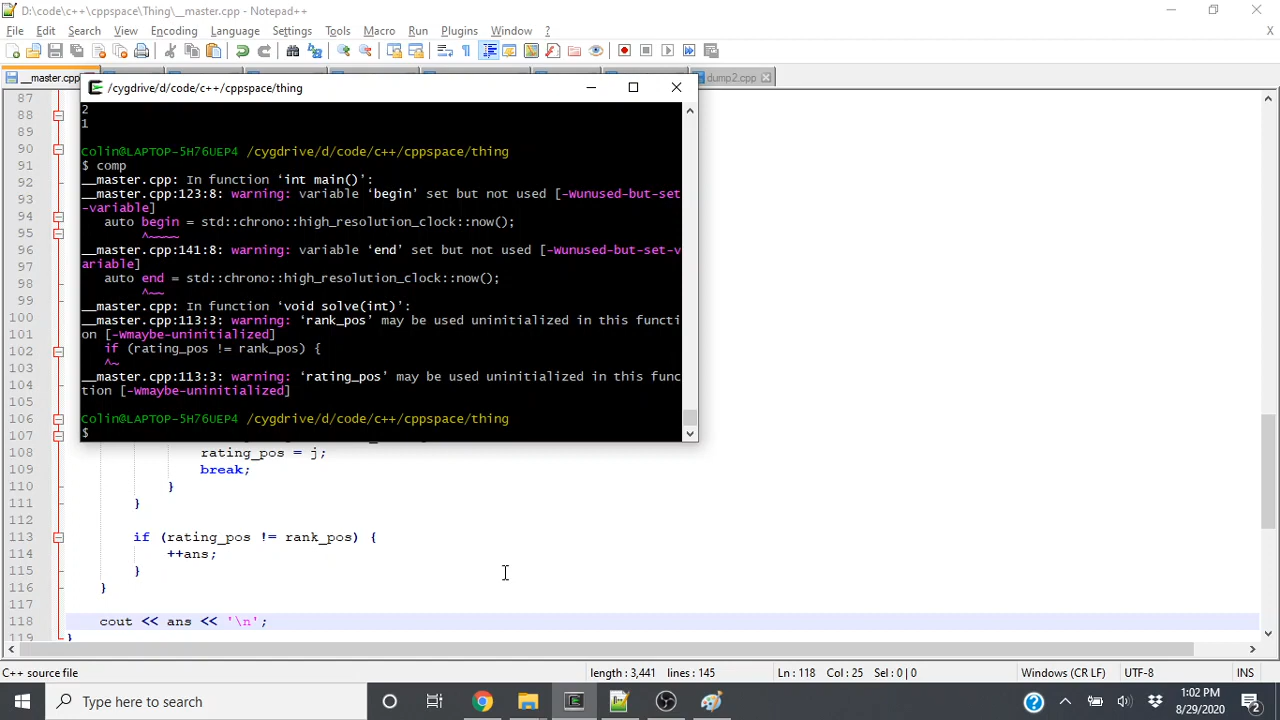 D:\code\c++\cppspace\Thing\__master.cpp - Notepad++
File Edit Search View Encoding Language Settings Tools Macro Run Plugins Window ? X
__master.cpp dump2.cpp
/cygdrive/d/code/c++/cppspace/thing
2
1
Colin@LAPTOP-5H76UEP4 /cygdrive/d/code/c++/cppspace/thing
$ comp
__master.cpp: In function ‘int main()’:
__master.cpp:123:8: warning: variable ‘begin’ set but not used [-Wunused-but-set
-variable]
auto begin = std::chrono::high_resolution_clock::now();
^~~~~
__master.cpp:141:8: warning: variable ‘end’ set but not used [-Wunused-but-set-v
ariable]
auto end = std::chrono::high_resolution_clock::now();
^~~
__master.cpp: In function ‘void solve(int)’:
__master.cpp:113:3: warning: ‘rank_pos’ may be used uninitialized in this functi
on [-Wmaybe-uninitialized]
if (rating_pos != rank_pos) {
^~
__master.cpp:113:3: warning: ‘rating_pos’ may be used uninitialized in this func
tion [-Wmaybe-uninitialized]
Colin@LAPTOP-5H76UEP4 /cygdrive/d/code/c++/cppspace/thing
$
87
88
89
90
91
92
93
94
95
96
97
98
99
100
101
102
103
104
105
106
107
108 rating_pos = j;
109 break;
110 }
111 }
112
113 if (rating_pos != rank_pos) {
114 ++ans;
115 }
116 }
117
118 cout << ans << '\n';
119 }
C++ source file length : 3,441 lines : 145 Ln : 118 Col : 25 Sel : 0 | 0 Windows (CR LF) UTF-8 INS
Type here to search
1:02 PM
8/29/2020
2